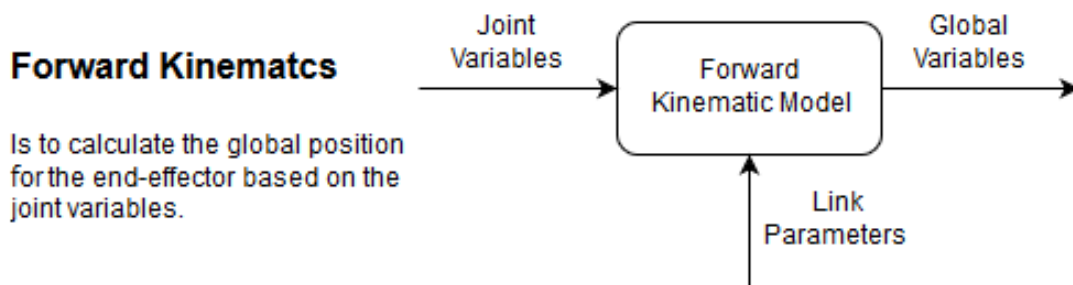 Forward Kinematcs
Is to calculate the global position
for the end-effector based on the
joint variables.
Joint
Variables
Forward
Kinematic Model
Global
Variables
Link
Parameters